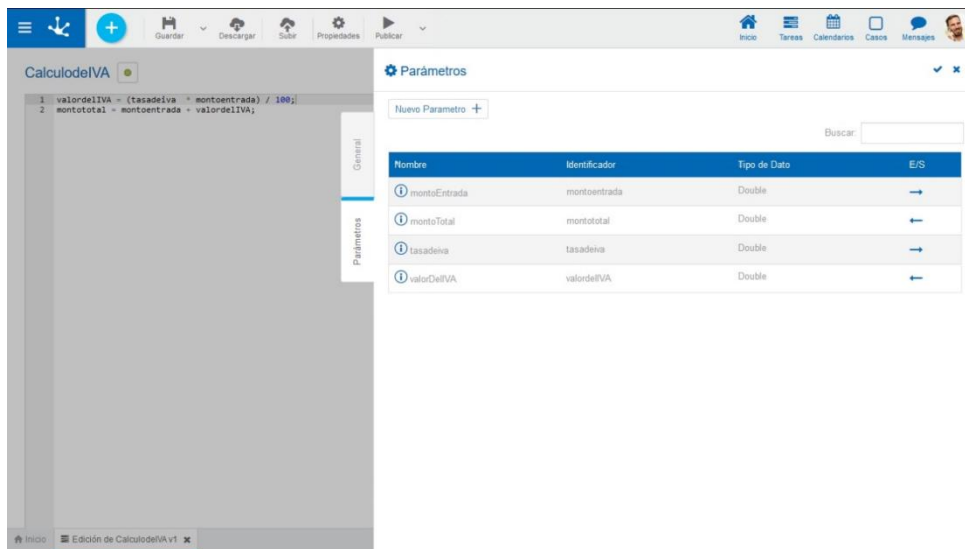 Guardar
Descargar
Subir
Propiedades
Publicar
Inicio
Tareas
Calendarios
Casos
Mensajes
CalculodeIVA
1 valordelIVA = (tasadeiva * montoentrada) / 100;
2 montototal = montoentrada + valordelIVA;
General
Parámetros
Parámetros
Nuevo Parametro +
Buscar:
Nombre Identificador Tipo de Dato E/S
montoEntrada montoentrada Double →
montoTotal montototal Double ←
tasadeiva tasadeiva Double →
valorDelIVA valordelIVA Double ←
Inicio
Edición de CalculodeIVA v1